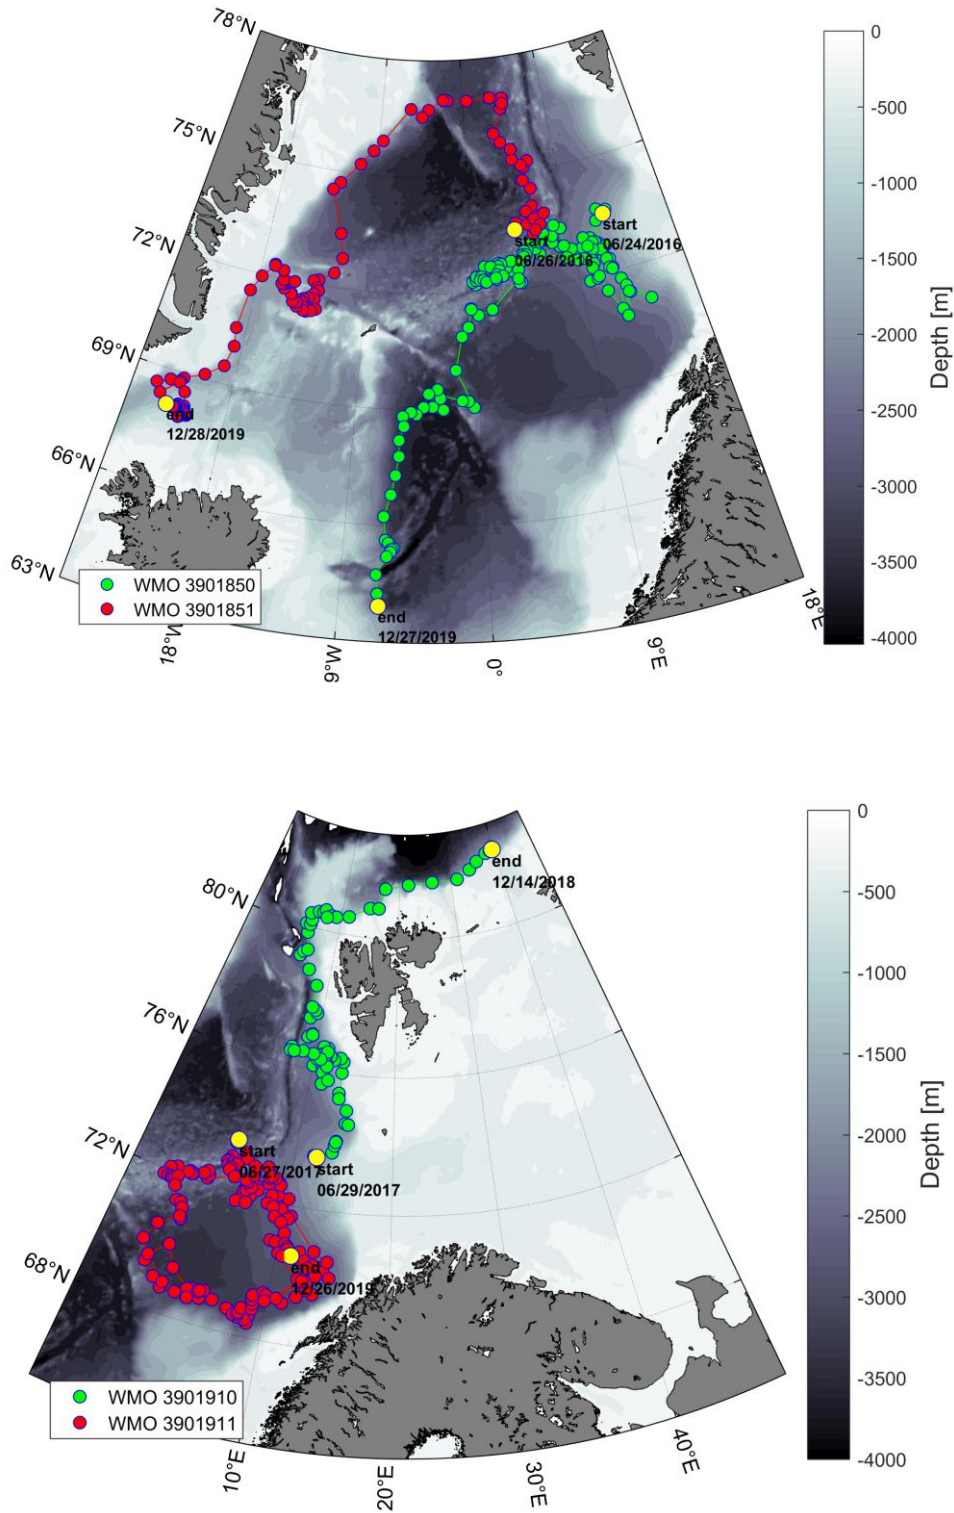 78°N
75°N
72°N
69°N
66°N
63°N
start
06/24/2016
start
06/26/2016
end
12/28/2019
end
12/27/2019
WMO 3901850
WMO 3901851
18°W
9°W
0°
9°E
18°E
0
-500
-1000
-1500
-2000
-2500
-3000
-3500
-4000
Depth [m]
80°N
76°N
72°N
68°N
end
12/14/2018
start
06/27/2017
start
06/29/2017
end
12/26/2019
WMO 3901910
WMO 3901911
10°E
20°E
30°E
40°E
0
-500
-1000
-1500
-2000
-2500
-3000
-3500
-4000
Depth [m]